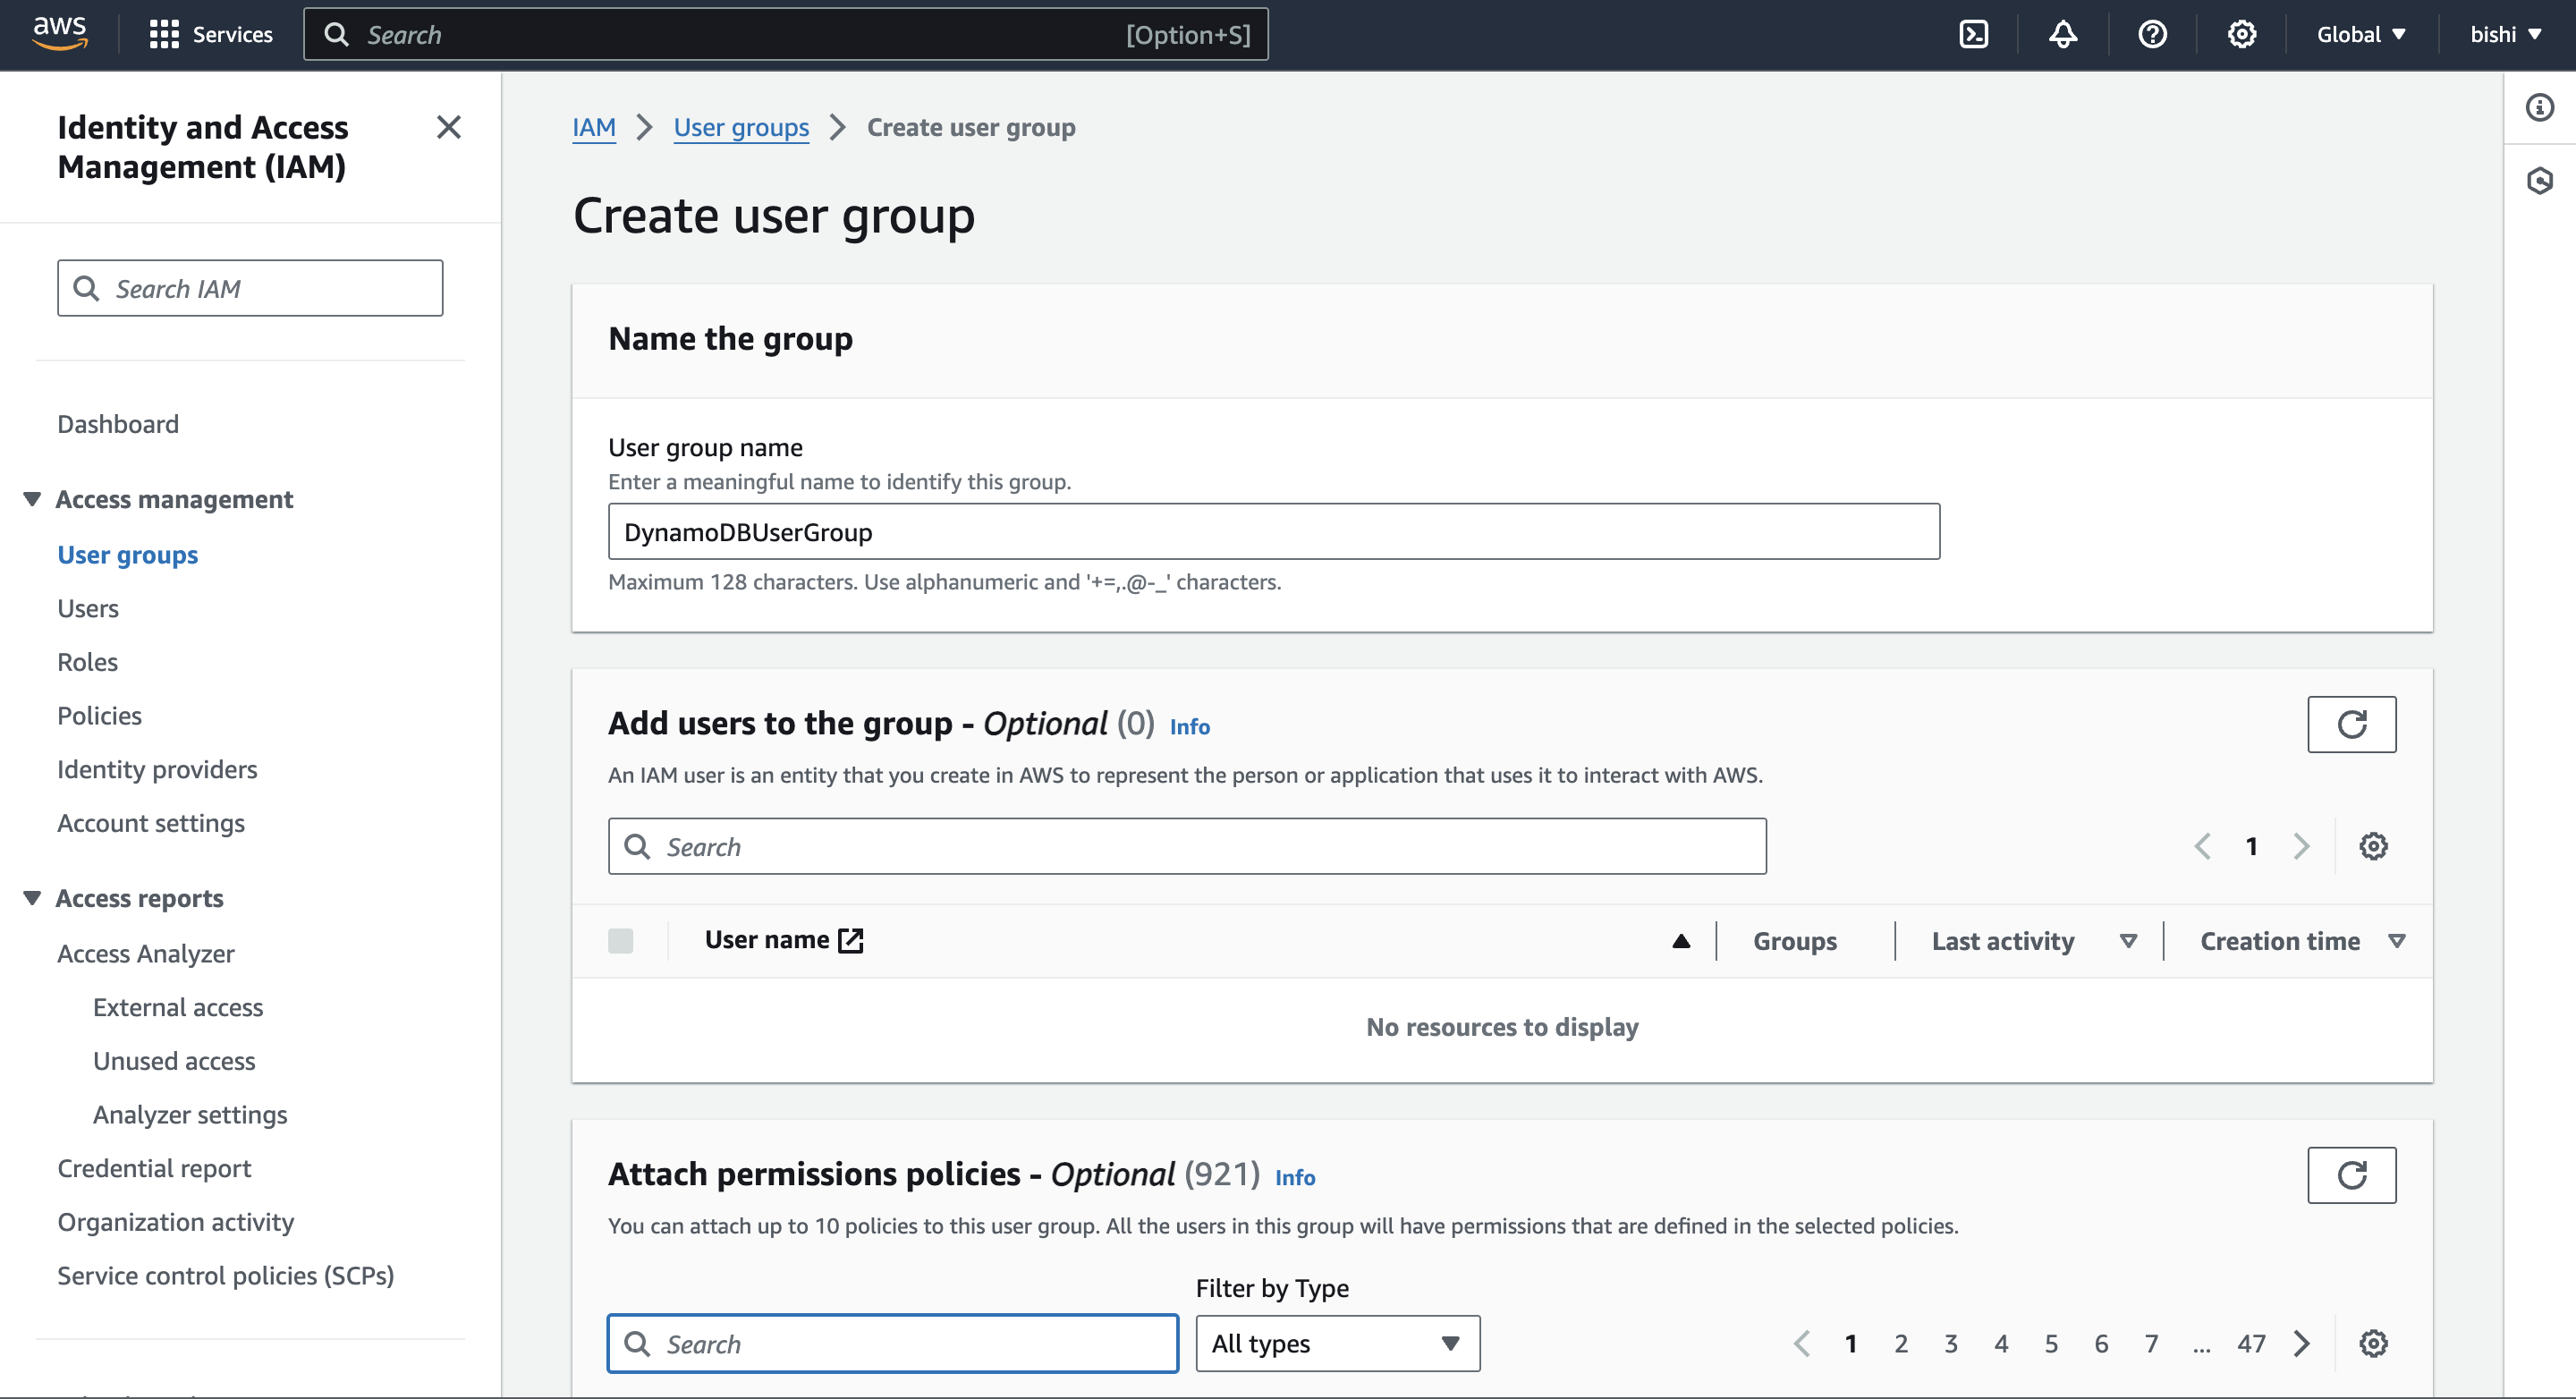 aws
Services
Search
[Option+S]
Global
bishi
Identity and Access
Management (IAM)
Search IAM
Dashboard
Access management
User groups
Users
Roles
Policies
Identity providers
Account settings
Access reports
Access Analyzer
External access
Unused access
Analyzer settings
Credential report
Organization activity
Service control policies (SCPs)
IAM
User groups
Create user group
Create user group
Name the group
User group name
Enter a meaningful name to identify this group.
DynamoDBUserGroup
Maximum 128 characters. Use alphanumeric and '+=,.@-_' characters.
Add users to the group - Optional (0) Info
An IAM user is an entity that you create in AWS to represent the person or application that uses it to interact with AWS.
Search
1
User name
Groups
Last activity
Creation time
No resources to display
Attach permissions policies - Optional (921) Info
You can attach up to 10 policies to this user group. All the users in this group will have permissions that are defined in the selected policies.
Filter by Type
Search
All types
1 2 3 4 5 6 7 ... 47